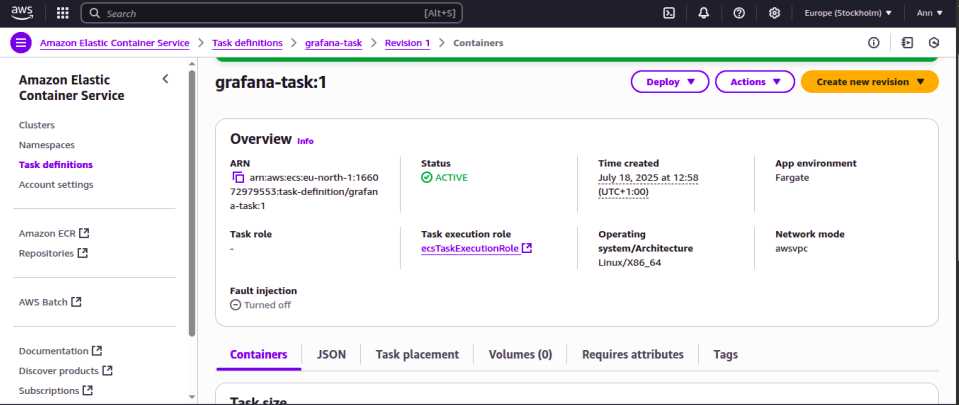 aws
Search [Alt+S]
Europe (Stockholm) ▼ Ann ▼
Amazon Elastic Container Service > Task definitions > grafana-task > Revision 1 > Containers
Amazon Elastic
Container Service
Clusters
Namespaces
Task definitions
Account settings
Amazon ECR
Repositories
AWS Batch
Documentation
Discover products
Subscriptions
grafana-task:1
Deploy ▼ Actions ▼ Create new revision ▼
Overview Info
ARN
arn:aws:ecs:eu-north-1:1660
72979553:task-definition/grafan
a-task:1
Status
ACTIVE
Time created
July 18, 2025 at 12:58
(UTC+1:00)
App environment
Fargate
Task role
-
Task execution role
ecsTaskExecutionRole
Operating
system/Architecture
Linux/X86_64
Network mode
awsvpc
Fault injection
Turned off
Containers JSON Task placement Volumes (0) Requires attributes Tags
Task size